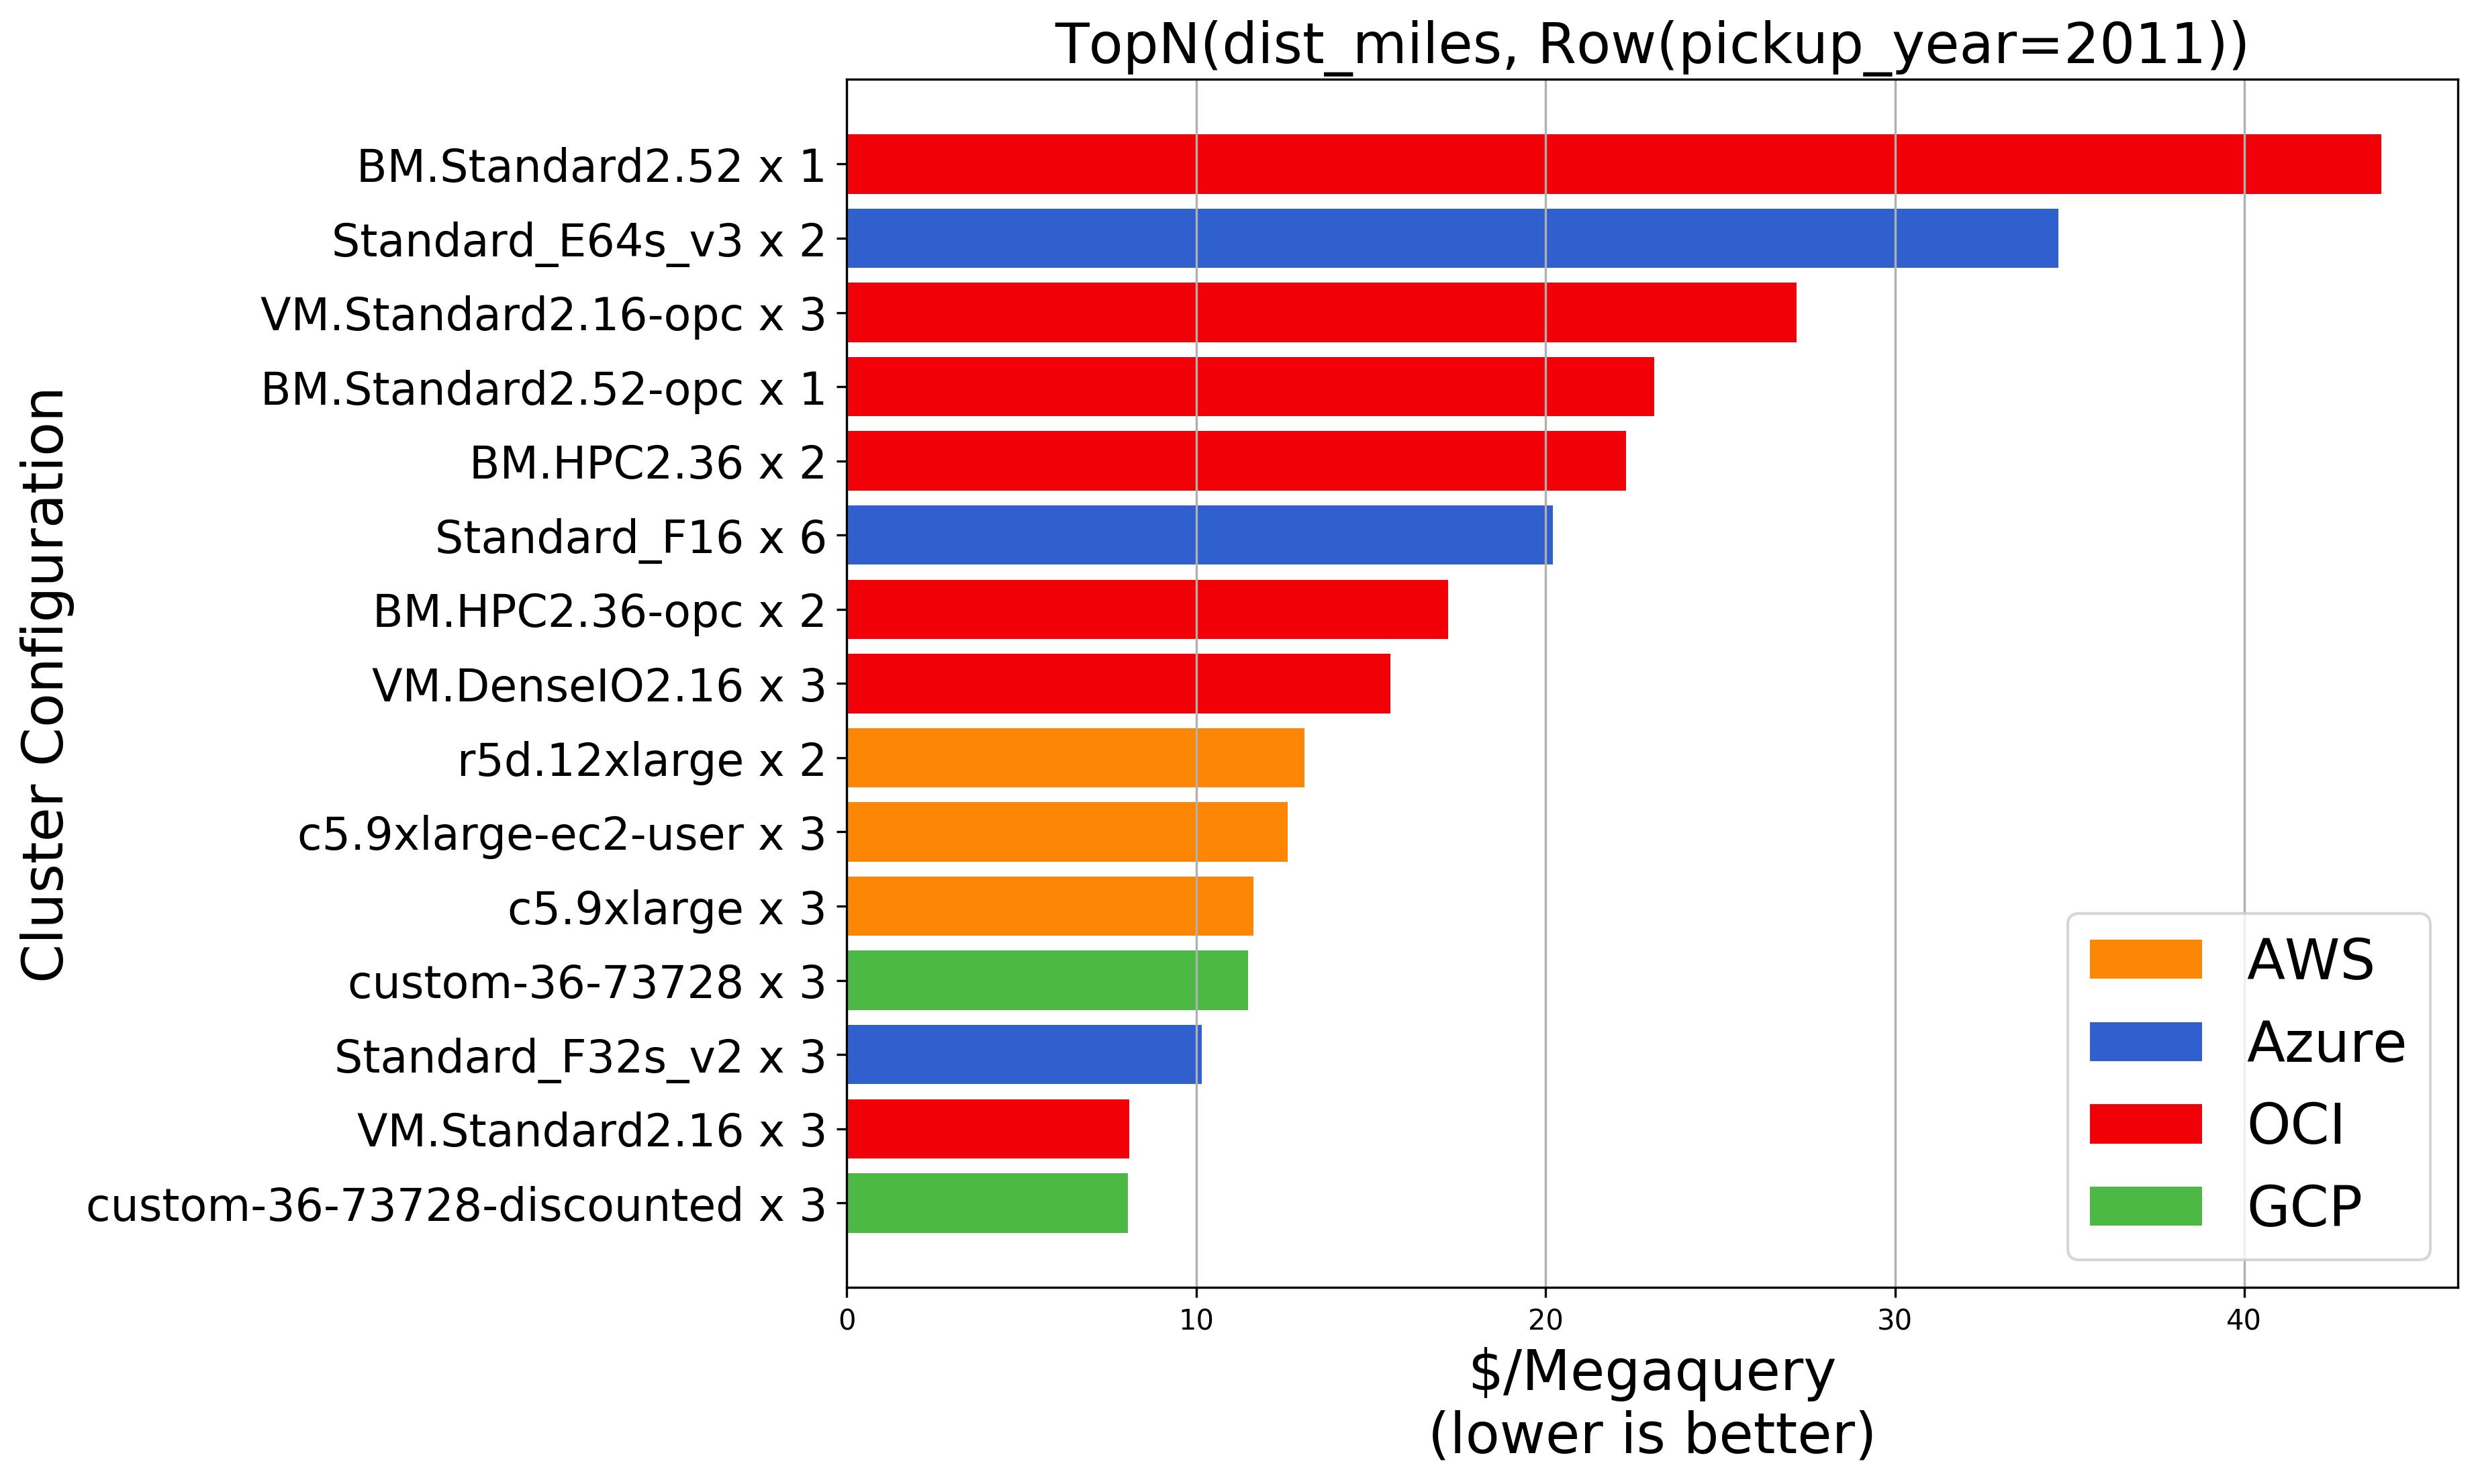 TopN(dist_miles, Row(pickup_year=2011))
Cluster Configuration
BM.Standard2.52 x 1
Standard_E64s_v3 x 2
VM.Standard2.16-opc x 3
BM.Standard2.52-opc x 1
BM.HPC2.36 x 2
Standard_F16 x 6
BM.HPC2.36-opc x 2
VM.DenseIO2.16 x 3
r5d.12xlarge x 2
c5.9xlarge-ec2-user x 3
c5.9xlarge x 3
custom-36-73728 x 3
Standard_F32s_v2 x 3
VM.Standard2.16 x 3
custom-36-73728-discounted x 3
AWS
Azure
OCI
GCP
0 10 20 30 40
$/Megaquery
(lower is better)